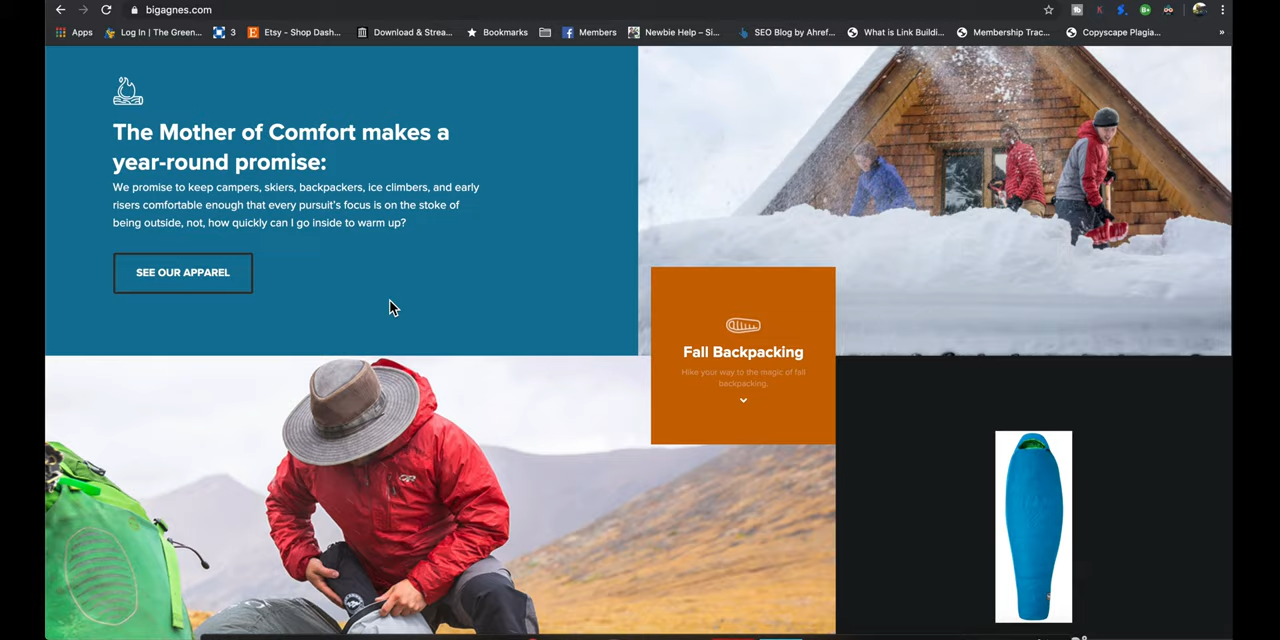 bigagnes.com
Apps
Log In | The Green...
3
Etsy - Shop Dash...
Download & Strea...
Bookmarks
Members
Newbie Help – Si...
SEO Blog by Ahref...
What is Link Buildi...
Membership Trac...
Copyscape Plagia...
»
The Mother of Comfort makes a
year-round promise:
We promise to keep campers, skiers, backpackers, ice climbers, and early
risers comfortable enough that every pursuit's focus is on the stoke of
being outside, not, how quickly can I go inside to warm up?
SEE OUR APPAREL
Fall Backpacking
Hike your way to the magic of fall
backpacking.
OR